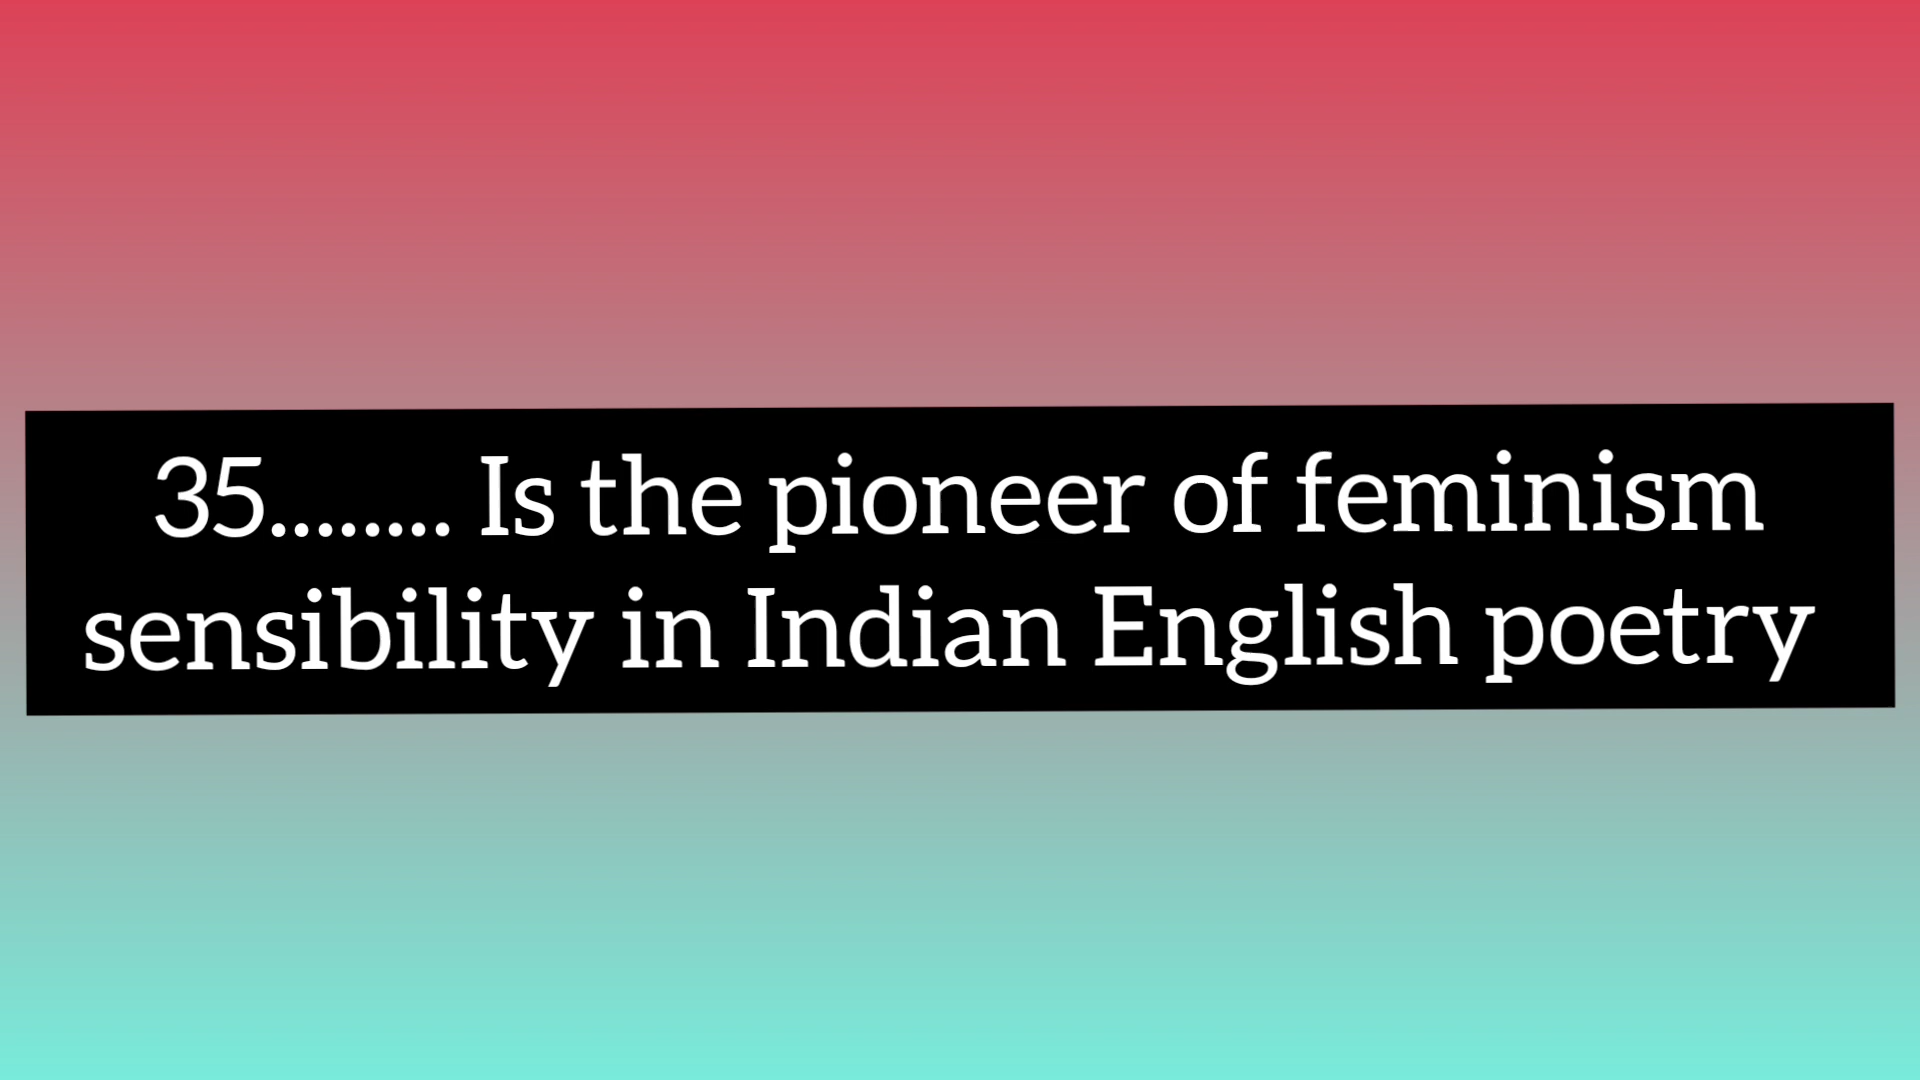 35........ Is the pioneer of feminism
sensibility in Indian English poetry